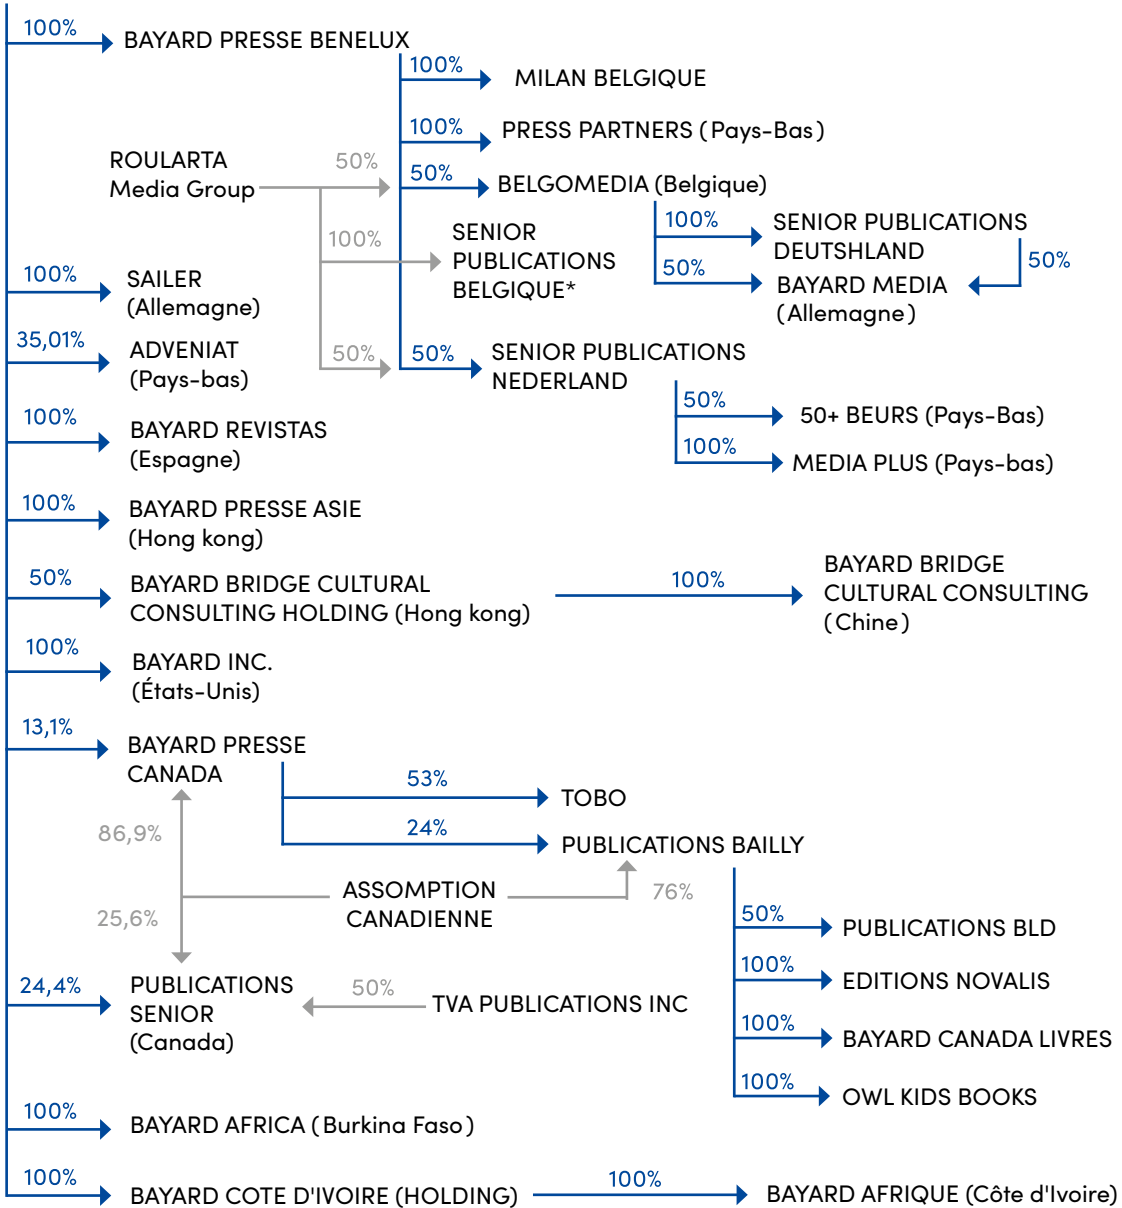 100%
BAYARD PRESSE BENELUX
100%
MILAN BELGIQUE
100%
PRESS PARTNERS (Pays-Bas)
ROULARTA
Media Group
50%
50%
BELGOMEDIA (Belgique)
100%
SENIOR PUBLICATIONS
DEUTSHLAND
50%
BAYARD MEDIA
(Allemagne)
50%
100%
SENIOR
PUBLICATIONS
BELGIQUE*
100%
SAILER
(Allemagne)
35,01%
ADVENIAT
(Pays-bas)
50%
50%
SENIOR PUBLICATIONS
NEDERLAND
50%
50+ BEURS (Pays-Bas)
100%
MEDIA PLUS (Pays-bas)
100%
BAYARD REVISTAS
(Espagne)
100%
BAYARD PRESSE ASIE
(Hong kong)
50%
BAYARD BRIDGE CULTURAL
CONSULTING HOLDING (Hong kong)
100%
BAYARD BRIDGE
CULTURAL CONSULTING
(Chine)
100%
BAYARD INC.
(États-Unis)
13,1%
BAYARD PRESSE
CANADA
53%
TOBO
24%
PUBLICATIONS BAILLY
86,9%
ASSOMPTION
CANADIENNE
76%
25,6%
50%
PUBLICATIONS BLD
100%
EDITIONS NOVALIS
100%
BAYARD CANADA LIVRES
100%
OWL KIDS BOOKS
24,4%
PUBLICATIONS
SENIOR
(Canada)
50%
TVA PUBLICATIONS INC
100%
BAYARD AFRICA (Burkina Faso)
100%
BAYARD COTE D'IVOIRE (HOLDING)
100%
BAYARD AFRIQUE (Côte d'Ivoire)